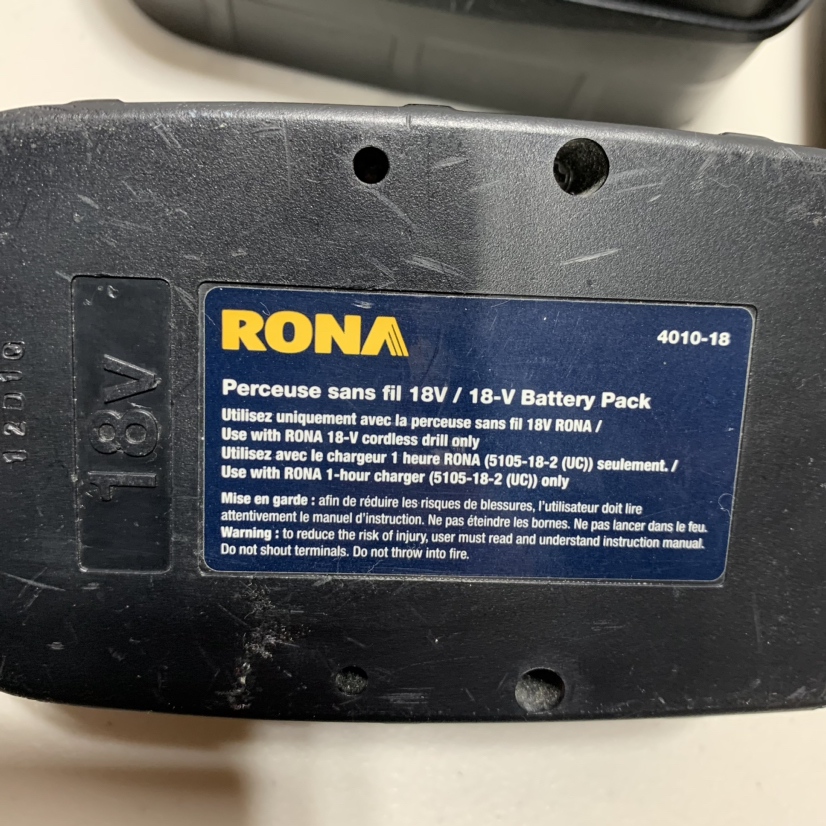 RONA
4010-18
Perceuse sans fil 18V / 18-V Battery Pack
Utilisez uniquement avec la perceuse sans fil 18V RONA /
Use with RONA 18-V cordless drill only
Utilisez avec le chargeur 1 heure RONA (5105-18-2 (UC)) seulement. /
Use with RONA 1-hour charger (5105-18-2 (UC)) only
Mise en garde : afin de réduire les risques de blessures, l'utilisateur doit lire
attentivement le manuel d'instruction. Ne pas éteindre les bornes. Ne pas lancer dans le feu.
Warning : to reduce the risk of injury, user must read and understand instruction manual.
Do not shout terminals. Do not throw into fire.
18V